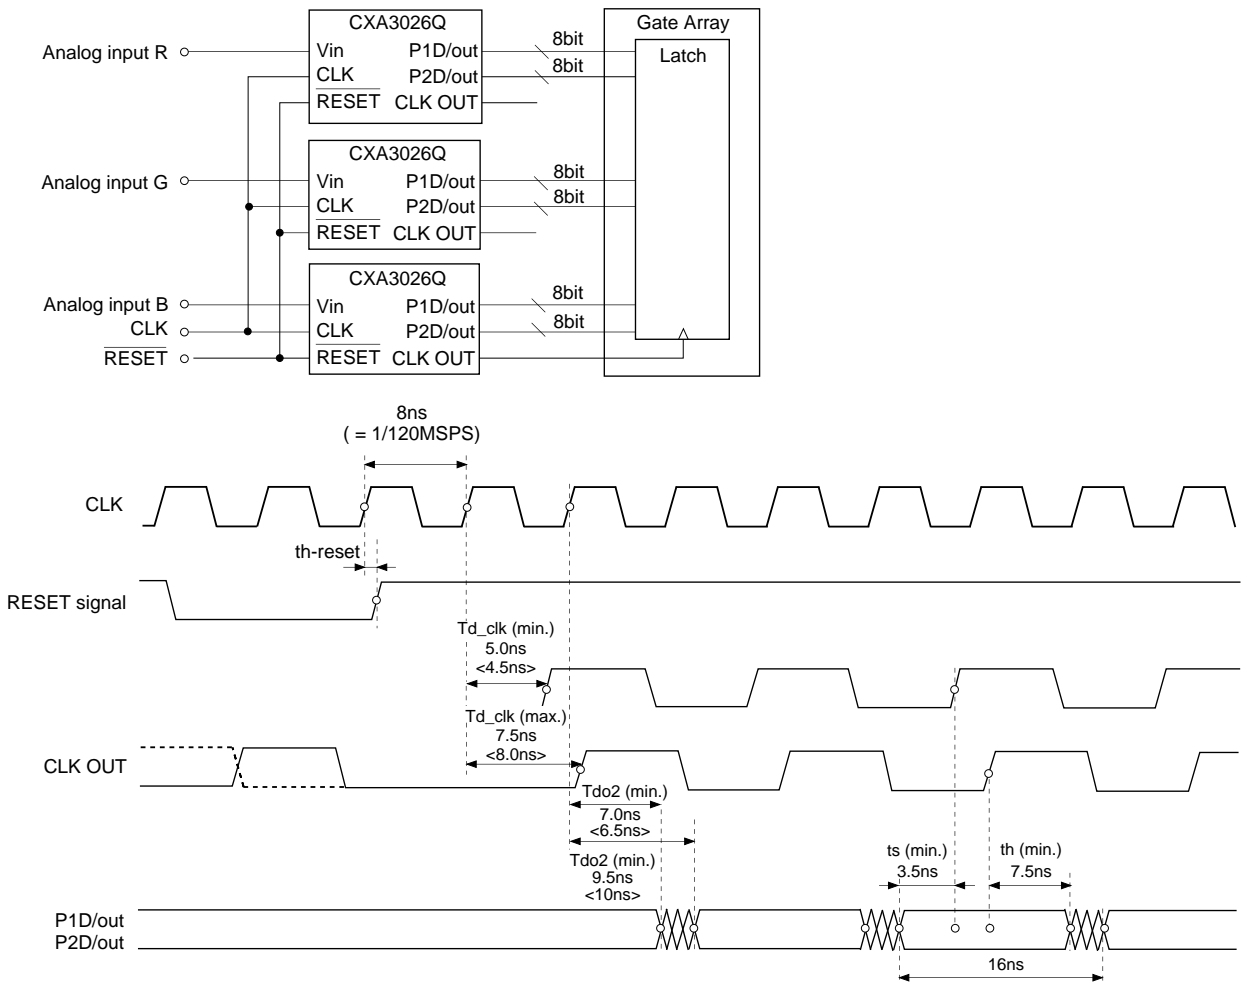 CXA3026Q
Gate Array
Analog input R
Vin
P1D/out
8bit
Latch
CLK
P2D/out
8bit
RESET
CLK OUT
CXA3026Q
Analog input G
Vin
P1D/out
8bit
CLK
P2D/out
8bit
RESET
CLK OUT
CXA3026Q
Analog input B
Vin
P1D/out
8bit
CLK
CLK
P2D/out
8bit
RESET
RESET
CLK OUT
8ns
( = 1/120MSPS)
CLK
th-reset
RESET signal
Td_clk (min.)
5.0ns
<4.5ns>
Td_clk (max.)
7.5ns
<8.0ns>
CLK OUT
Tdo2 (min.)
7.0ns
<6.5ns>
Tdo2 (min.)
9.5ns
<10ns>
ts (min.)
3.5ns
th (min.)
7.5ns
P1D/out
P2D/out
16ns